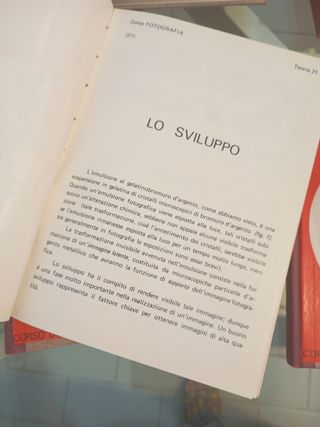 Corso FOTOGRAFIA
(21)
Teoria 21
LO SVILUPPO
L'emulsione al gelatinobromuro d'argento, come abbiamo visto, è una
sospensione in gelatina di cristalli microscopici di bromuro d'argento (fig. 1).
Quando un'emulsione fotografica viene esposta alla luce, tali cristalli subi-
scono un'alterazione chimica, sebbene non appaia alcuna visibile trasforma-
zione (tale trasformazione, cioè l'annerimento dei cristalli, sarebbe visibile
se l'emulsione rimanesse esposta alla luce per un tempo molto lungo, men-
tre generalmente in fotografia le esposizioni sono assai brevi).
La trasformazione invisibile avvenuta nell'emulsione consiste nella for-
mazione di un'immagine latente, costituita da microscopiche particelle d'ar-
gento metallico che avranno la funzione di supporto dell'immagine fotogra-
fica.
Lo sviluppo ha il compito di rendere visibile tale immagine; dunque
è una fase molto importante nella realizzazione di un'immagine. Un buono
sviluppo rappresenta il fattore chiave per ottenere immagini di alta qua-
lità.
CORSO
CORSO